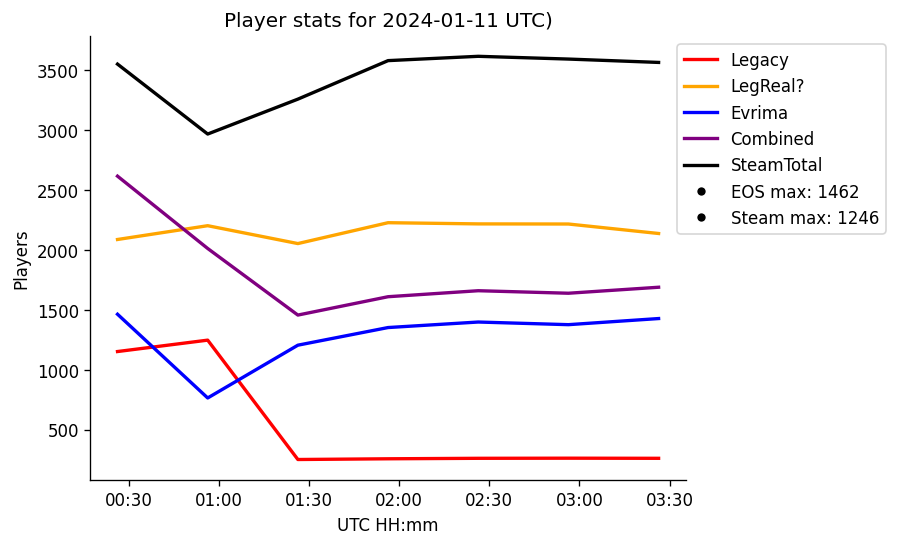 Player stats for 2024-01-11 UTC)
Players
3500
3000
2500
2000
1500
1000
500
00:30 01:00 01:30 02:00 02:30 03:00 03:30
UTC HH:mm
Legacy
LegReal?
Evrima
Combined
SteamTotal
EOS max: 1462
Steam max: 1246